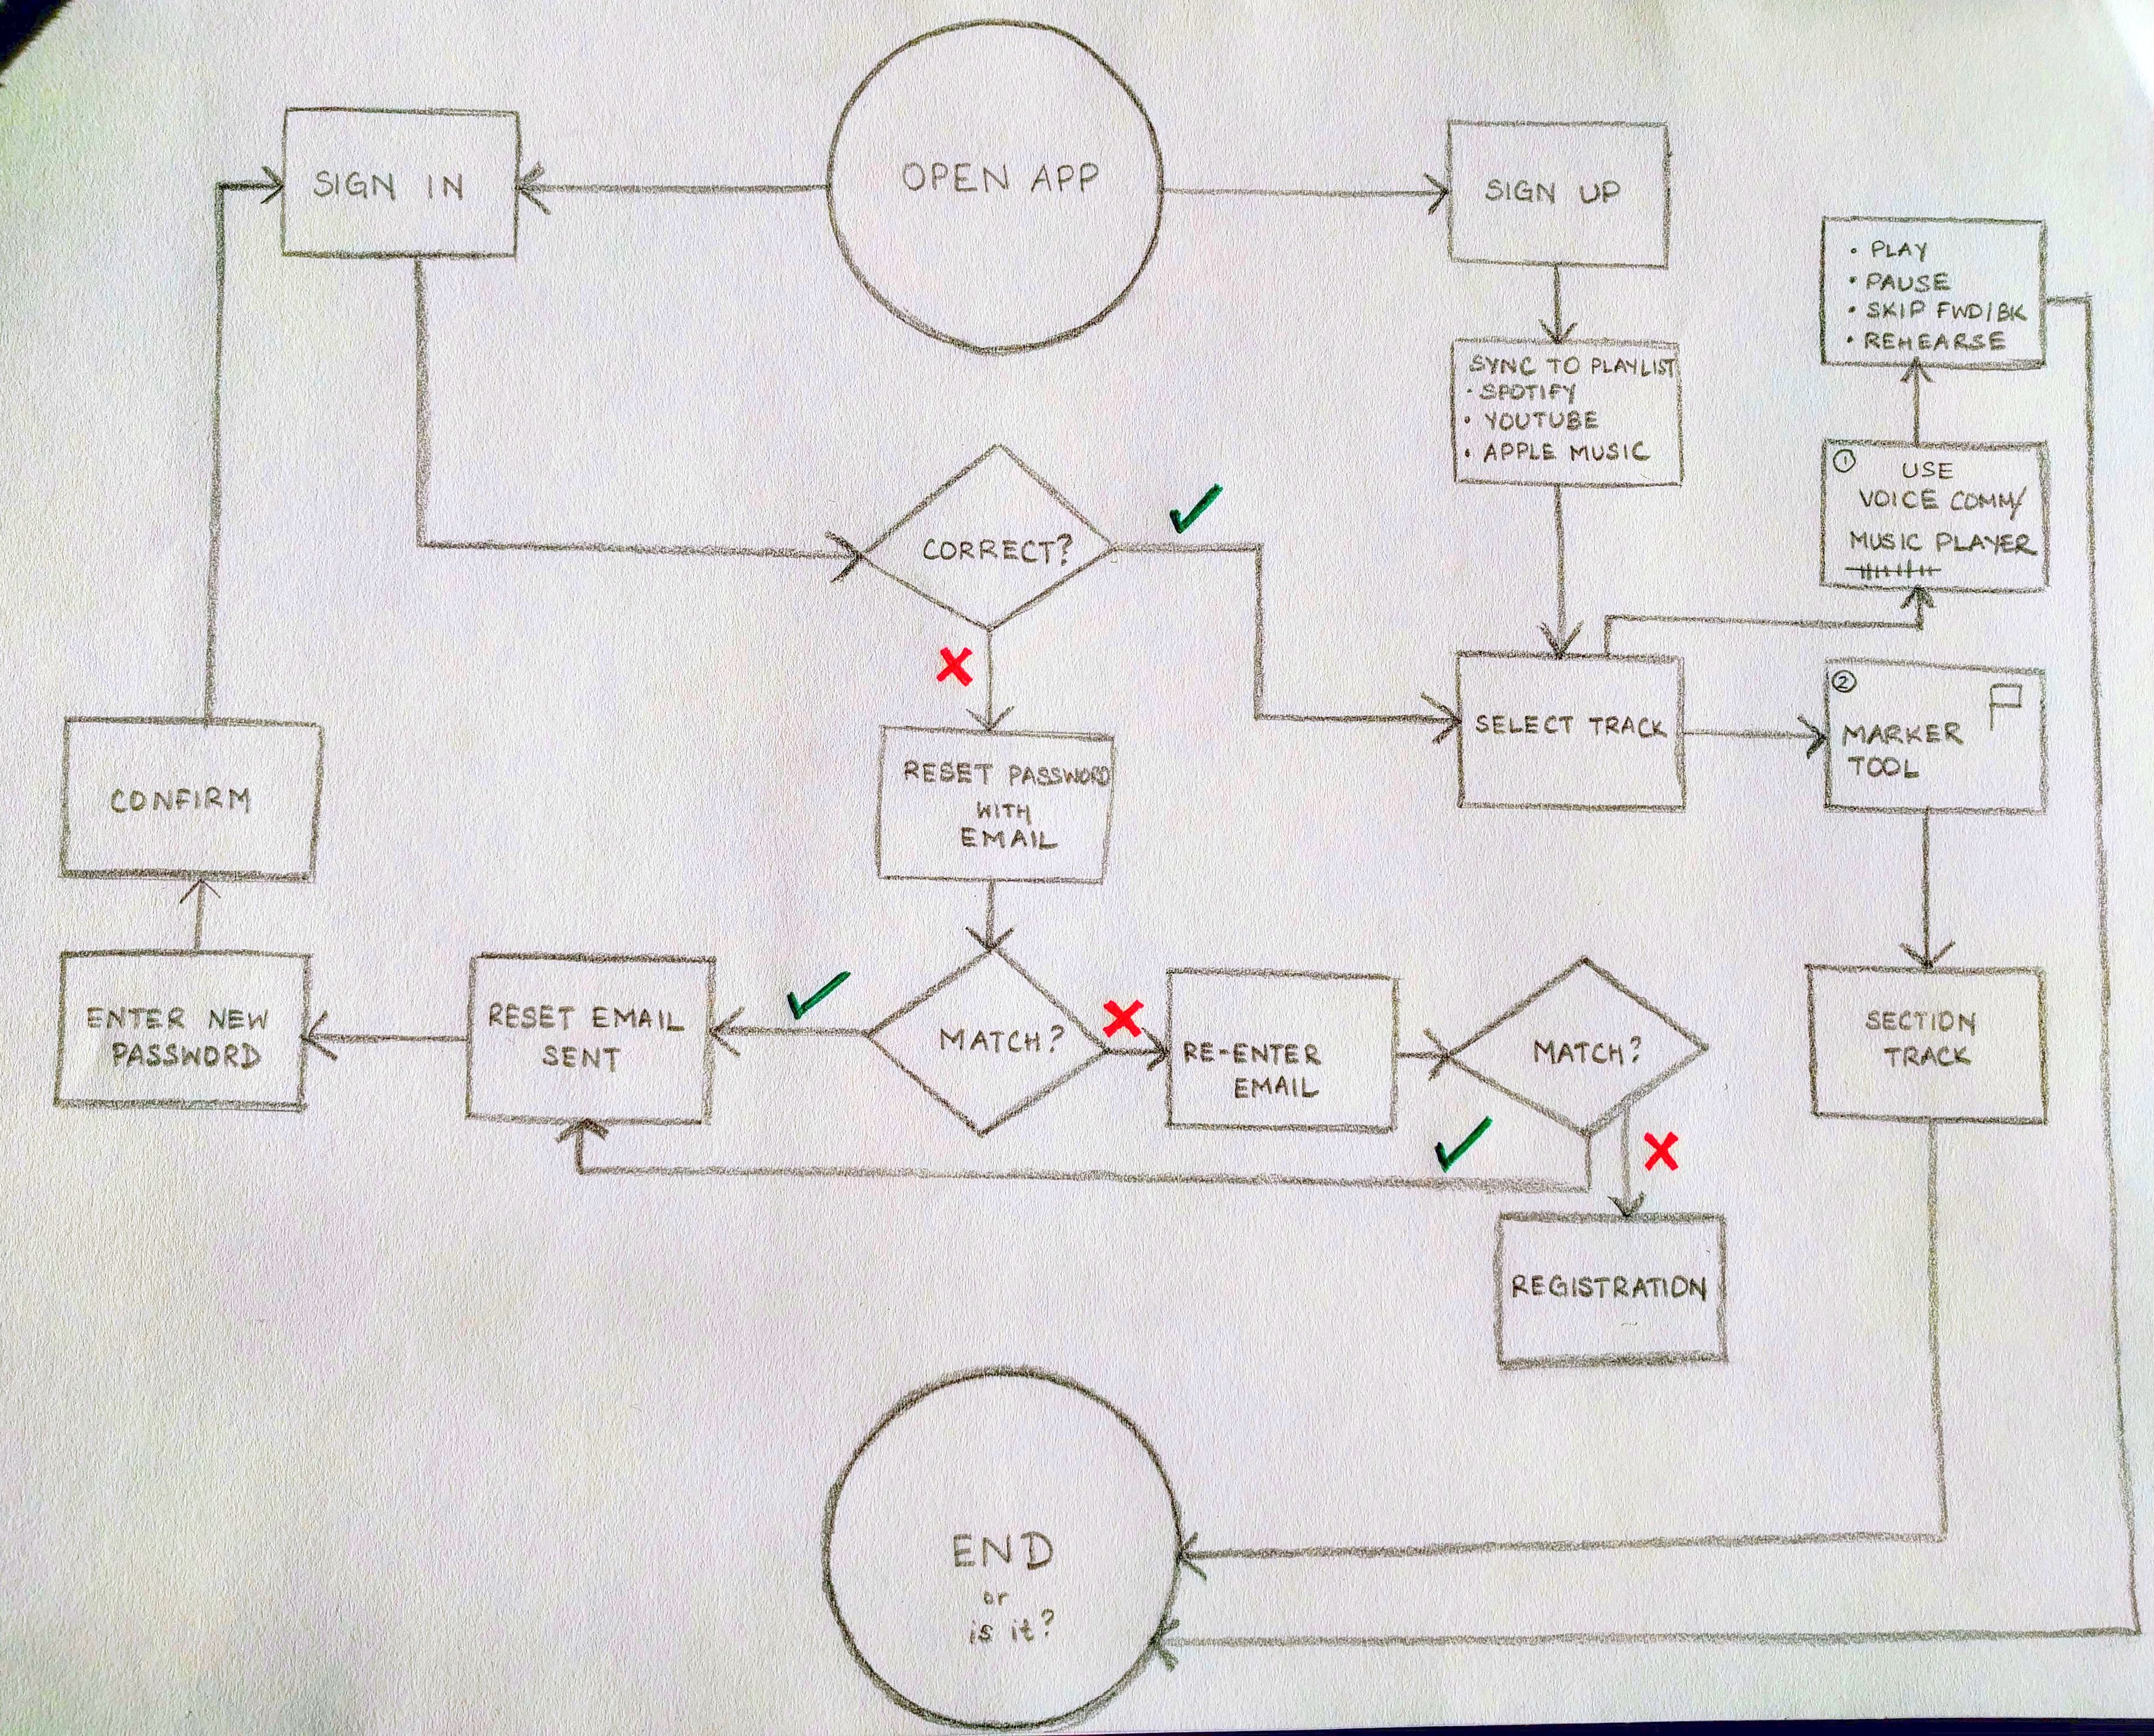 OPEN APP
SIGN IN
SIGN UP
• PLAY
• PAUSE
• SKIP FWD/BK
• REHEARSE
SYNC TO PLAYLIST
· SPOTIFY
• YOUTUBE
• APPLE MUSIC
① USE
VOICE COMM/
MUSIC PLAYER
CORRECT?
SELECT TRACK
②
MARKER
TOOL
RESET PASSWORD
WITH
EMAIL
CONFIRM
ENTER NEW
PASSWORD
RESET EMAIL
SENT
MATCH?
RE-ENTER
EMAIL
MATCH?
SECTION
TRACK
REGISTRATION
END
or
is it?